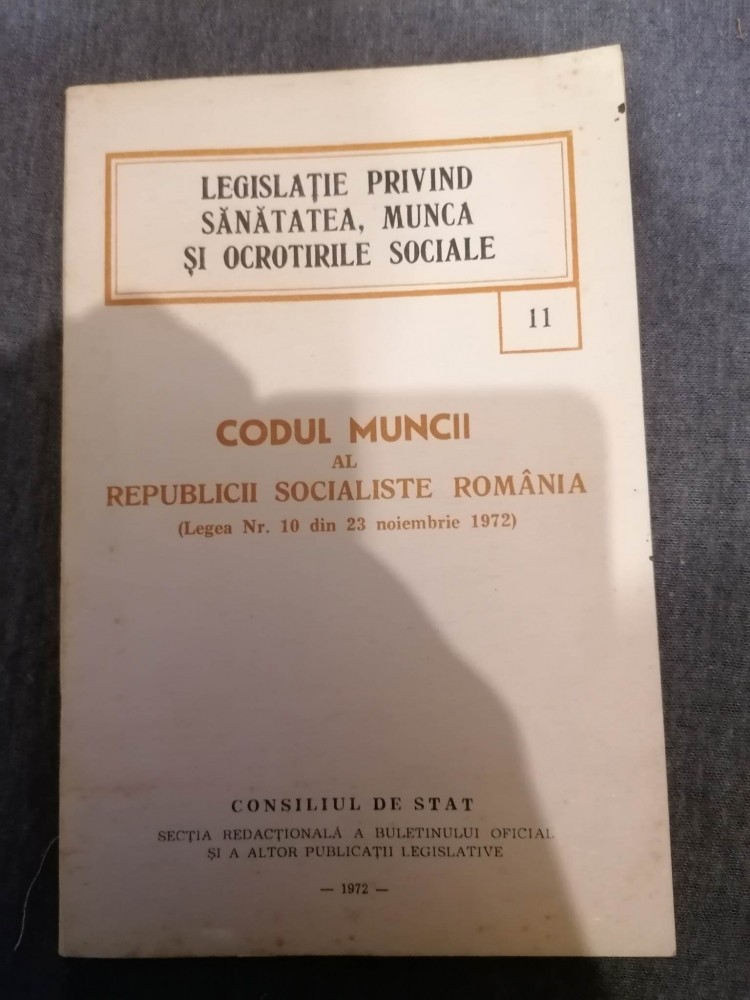 LEGISLAȚIE PRIVIND
SĂNĂTATEA, MUNCA
ȘI OCROTIRILE SOCIALE
11
CODUL MUNCII
AL
REPUBLICII SOCIALISTE ROMÂNIA
(Legea Nr. 10 din 23 noiembrie 1972)
CONSILIUL DE STAT
SECȚIA REDACȚIONALĂ A BULETINULUI OFICIAL
ȘI A ALTOR PUBLICAȚII LEGISLATIVE
— 1972 —